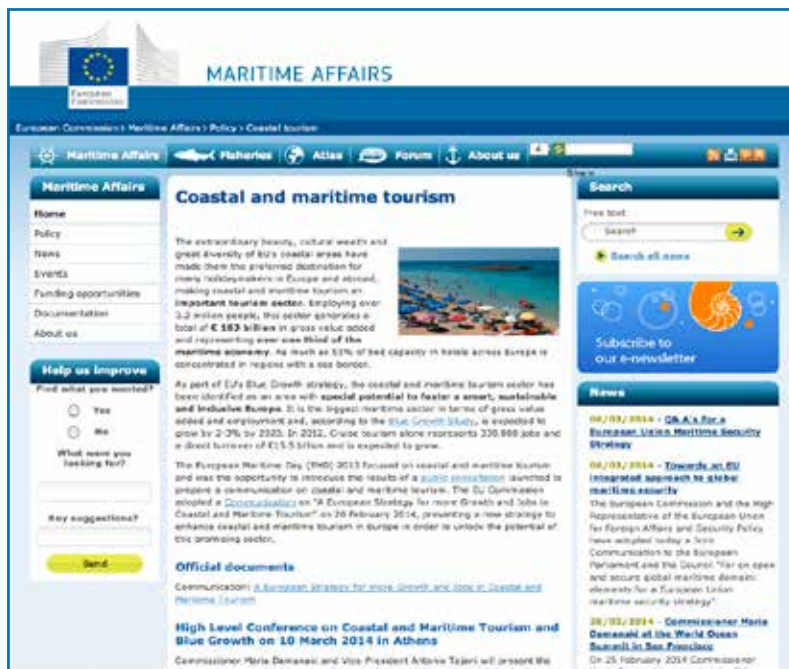 European
Commission
MARITIME AFFAIRS
European Commission > Maritime Affairs > Policy > Coastal tourism
Maritime Affairs
Fisheries
Atlas
Forum
About us
Maritime Affairs
Home
Policy
News
Events
Funding opportunities
Documentation
About us
Help us improve
Find what you wanted?
Yes
No
What were you
looking for?
Key suggestions?
Send
Coastal and maritime tourism
The extraordinary beauty, cultural wealth and
great diversity of EU's coastal areas have
made them the preferred destination for
many holidaymakers in Europe and abroad,
making coastal and maritime tourism an
important tourism sector. Employing over
3.2 million people, this sector generates a
total of € 183 billion in gross value added
and representing over one third of the
maritime economy. As much as 51% of bed capacity in hotels across Europe is
concentrated in regions with a sea border.
As part of EU's Blue Growth strategy, the coastal and maritime tourism sector has
been identified as an area with special potential to foster a smart, sustainable
and inclusive Europe. It is the biggest maritime sector in terms of gross value
added and employment and, according to the Blue Growth Study, is expected to
grow by 2-3% by 2020. In 2012, Cruise tourism alone represents 330.000 jobs and
a direct turnover of €15.5 billion and is expected to grow.
The European Maritime Day (EMD) 2013 focused on coastal and maritime tourism
and was the opportunity to introduce the results of a public consultation launched to
prepare a communication on coastal and maritime tourism. The EU Commission
adopted a Communication on "A European Strategy for more Growth and Jobs in
Coastal and Maritime Tourism" on 20 February 2014, presenting a new strategy to
enhance coastal and maritime tourism in Europe in order to unlock the potential of
this promising sector.
Official documents
Communication: A European Strategy for more Growth and Jobs in Coastal and
Maritime Tourism
High Level Conference on Coastal and Maritime Tourism and
Blue Growth on 10 March 2014 in Athens
Commissioner Maria Damanaki and Vice President Antonio Tajani will present the
Search
Free text
Search
Search all news
Subscribe to
our e-newsletter
News
06/03/2014 - Q&A's for a
European Union Maritime Security
Strategy
06/03/2014 - Towards an EU
integrated approach to global
maritime security
The European Commission and the High
Representative of the European Union
for Foreign Affairs and Security Policy
have adopted today a Joint
Communication to the European
Parliament and the Council "For an open
and secure global maritime domain:
elements for a European Union
maritime security strategy"
- Commissioner Maria
Damanaki at the World Ocean
Summit in San Francisco
On 25 February 2014 Commissioner